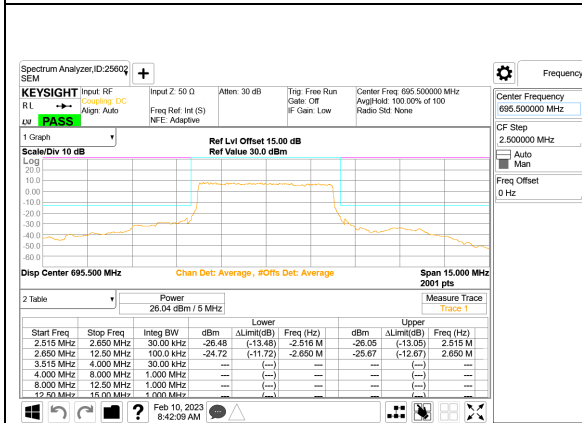 Spectrum Analyzer,ID:25602
SEM
Frequency
KEYSIGHT
Input: RF
Coupling: DC
Align: Auto
Input Z: 50 Ω
Freq Ref: Int (S)
NFE: Adaptive
Atten: 30 dB
Trig: Free Run
Gate: Off
IF Gain: Low
Center Freq: 695.500000 MHz
Avg|Hold: 100.00% of 100
Radio Std: None
R L
PASS
Center Frequency
695.500000 MHz
CF Step
2.500000 MHz
Auto
Man
Freq Offset
0 Hz
1 Graph
Scale/Div 10 dB
Ref Lvl Offset 15.00 dB
Ref Value 30.0 dBm
Log
20.0
10.0
0.00
-10.0
-20.0
-30.0
-40.0
-50.0
-60.0
Disp Center 695.500 MHz
Chan Det: Average, #Offs Det: Average
Span 15.000 MHz
2001 pts
2 Table
Power
26.04 dBm / 5 MHz
Measure Trace
Trace 1
Lower Upper
Start Freq Stop Freq Integ BW dBm ΔLimit(dB) Freq (Hz) dBm ΔLimit(dB) Freq (Hz)
2.515 MHz 2.650 MHz 30.00 kHz -26.48 (-13.48) -2.516 M -26.05 (-13.05) 2.515 M
2.650 MHz 12.50 MHz 100.0 kHz -24.72 (-11.72) -2.650 M -25.67 (-12.67) 2.650 M
3.515 MHz 4.000 MHz 30.00 kHz --- (---) --- --- (---) ---
4.000 MHz 8.000 MHz 1.000 MHz --- (---) --- --- (---) ---
8.000 MHz 12.50 MHz 1.000 MHz --- (---) --- --- (---) ---
12.50 MHz 15.00 MHz 1.000 MHz --- (---) --- --- (---) ---
?
Feb 10, 2023
8:42:09 AM